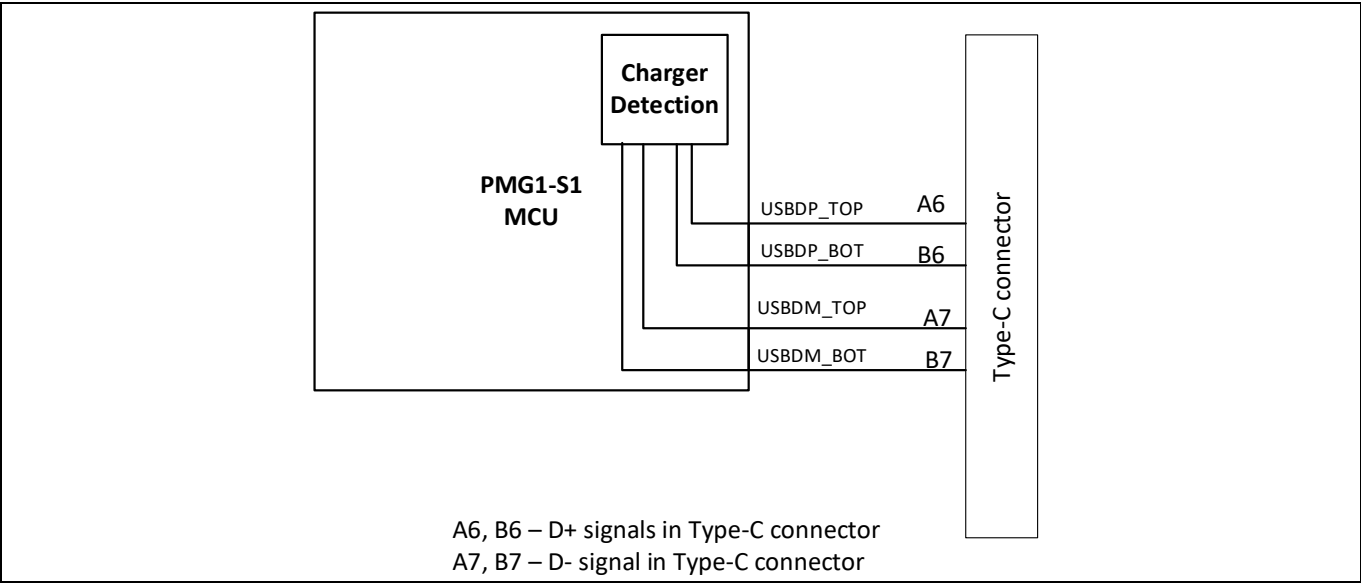 Charger
Detection
PMG1-S1
MCU
USBDP_TOP
A6
USBDP_BOT
B6
USBDM_TOP
A7
USBDM_BOT
B7
Type-C connector
A6, B6 – D+ signals in Type-C connector
A7, B7 – D- signal in Type-C connector